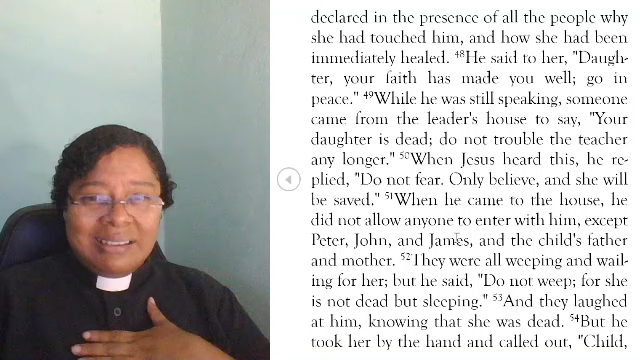 declared in the presence of all the people why
she had touched him, and how she had been
immediately healed. 48He said to her, "Daugh-
ter, your faith has made you well; go in
peace." 49While he was still speaking, someone
came from the leader's house to say, "Your
daughter is dead; do not trouble the teacher
any longer." 50When Jesus heard this, he re-
plied, "Do not fear. Only believe, and she will
be saved." 51When he came to the house, he
did not allow anyone to enter with him, except
Peter, John, and James, and the child's father
and mother. 52They were all weeping and wail-
ing for her; but he said, "Do not weep; for she
is not dead but sleeping." 53And they laughed
at him, knowing that she was dead. 54But he
took her by the hand and called out, "Child,